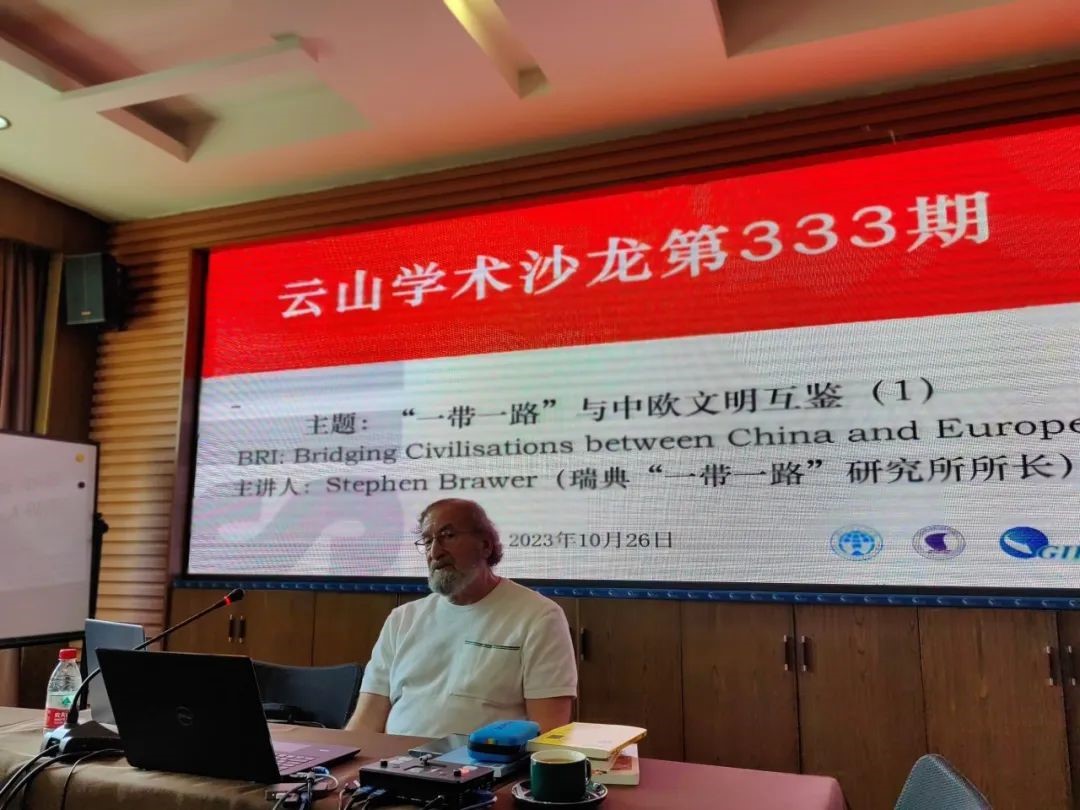 云山学术沙龙第333期
主题：“一带一路”与中欧文明互鉴（1）
BRI: Bridging Civilisations between China and Europe
主讲人：Stephen Brawer（瑞典“一带一路”研究所所长）
2023年10月26日
DELL